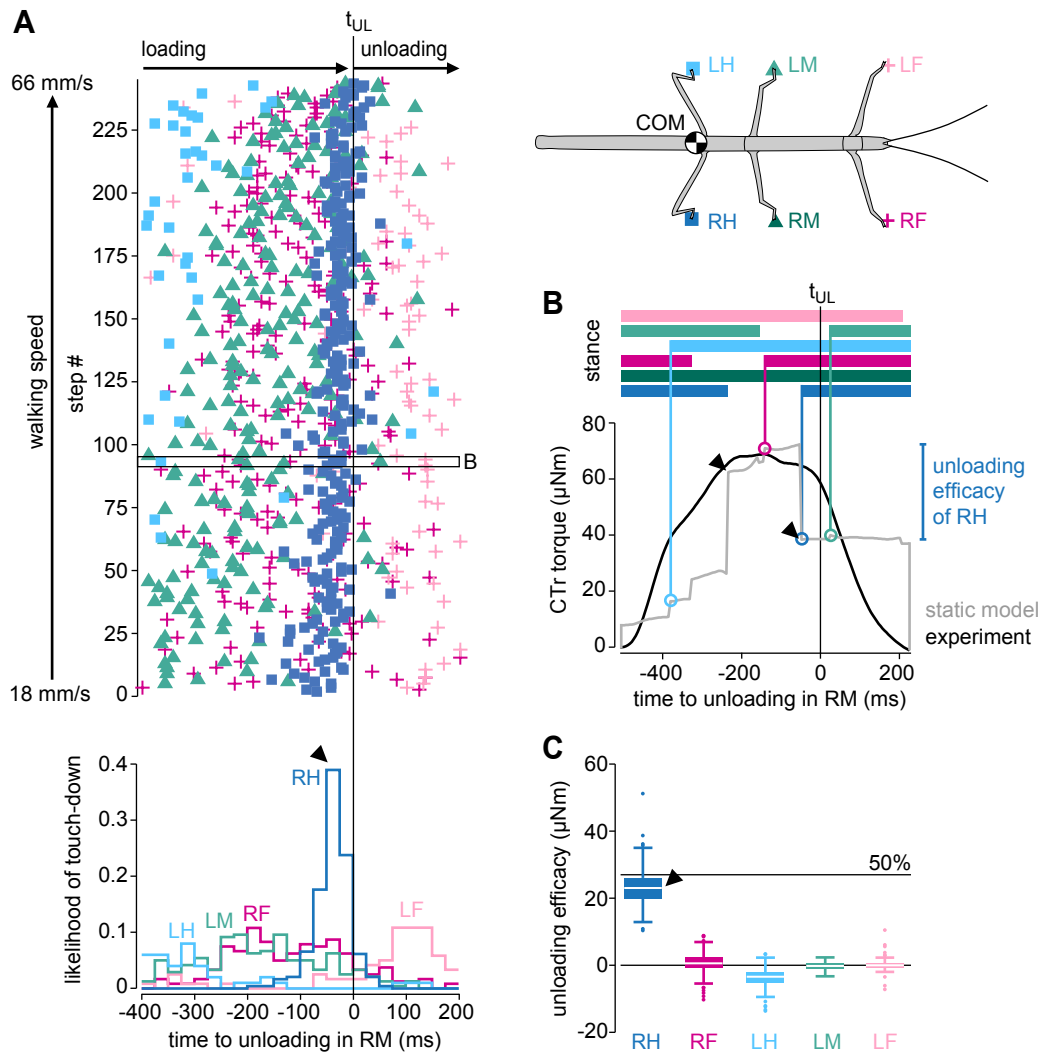 A
t_UL
loading
unloading
66 mm/s
walking speed
step #
225
200
175
150
125
100
75
50
25
0
18 mm/s
B
LH
LM
LF
COM
RH
RM
RF
0.4
0.3
0.2
0.1
0
likelihood of touch-down
RH
LH
LM
RF
LF
-400
-300
-200
-100
0
100
200
time to unloading in RM (ms)
B
t_UL
stance
80
60
40
20
0
CTr torque (µNm)
unloading
efficacy
of RH
static model
experiment
-400
-200
0
200
time to unloading in RM (ms)
C
60
40
20
0
-20
unloading efficacy (µNm)
50%
RH
RF
LH
LM
LF